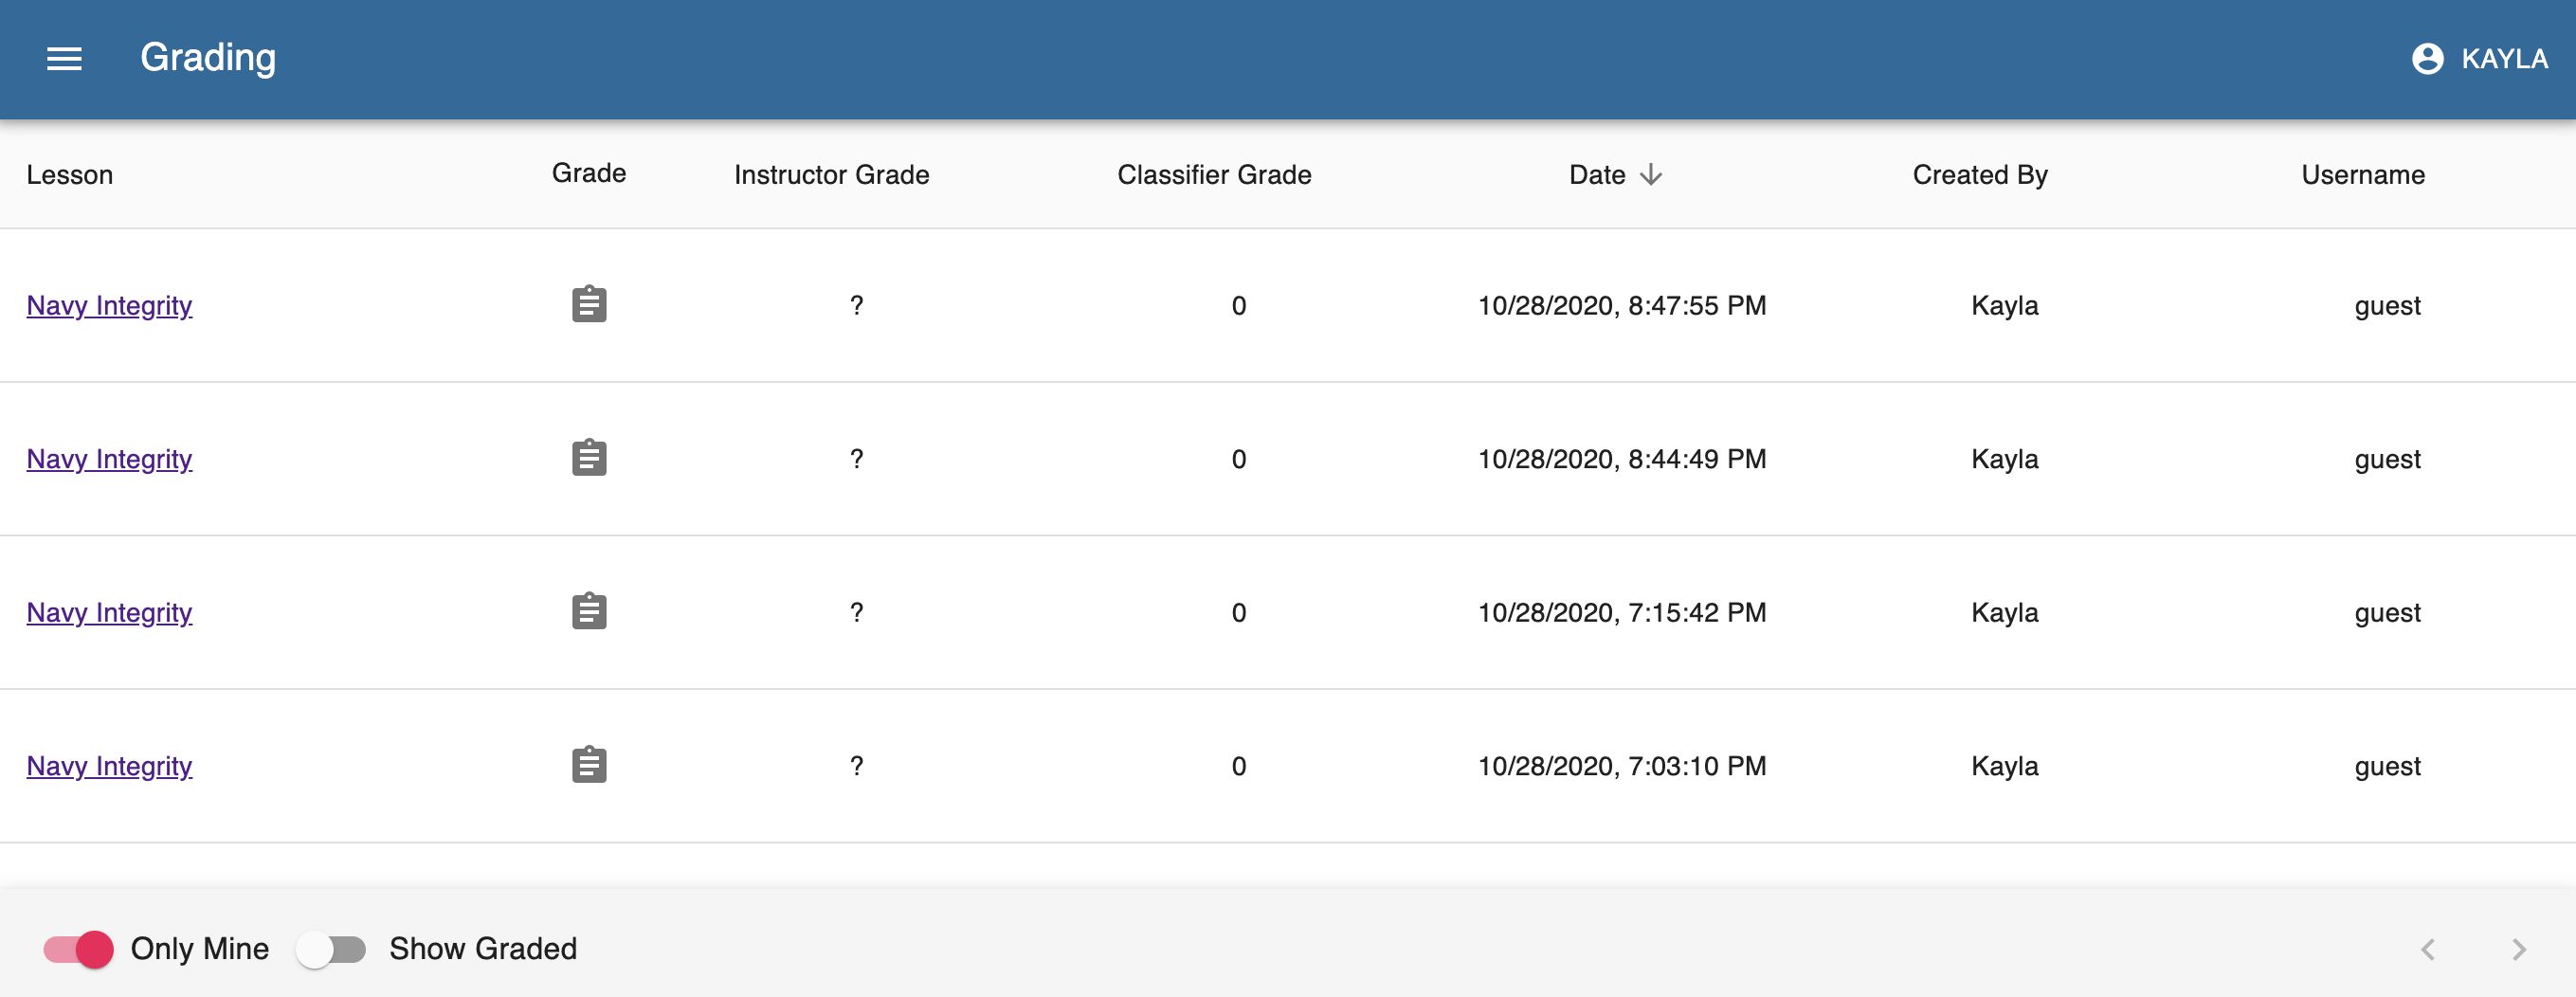 Grading KAYLA
Lesson Grade Instructor Grade Classifier Grade Date Created By Username
Navy Integrity ? 0 10/28/2020, 8:47:55 PM Kayla guest
Navy Integrity ? 0 10/28/2020, 8:44:49 PM Kayla guest
Navy Integrity ? 0 10/28/2020, 7:15:42 PM Kayla guest
Navy Integrity ? 0 10/28/2020, 7:03:10 PM Kayla guest
Only Mine Show Graded